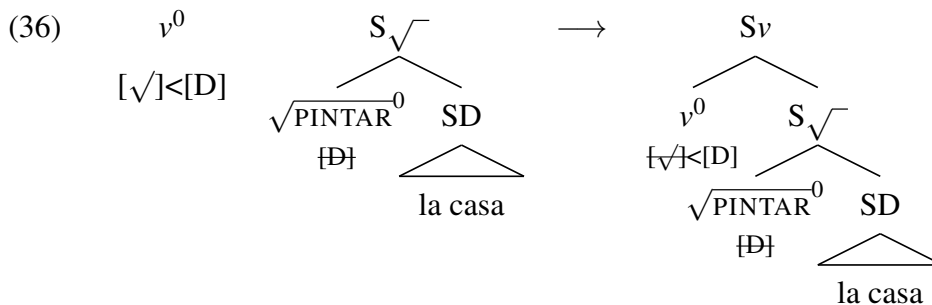 (36) v⁰ S√ → Sv
[√]<[D]
√PINTAR⁰ SD v⁰ S√
[D] [√]<[D]
la casa √PINTAR⁰ SD
[D]
la casa